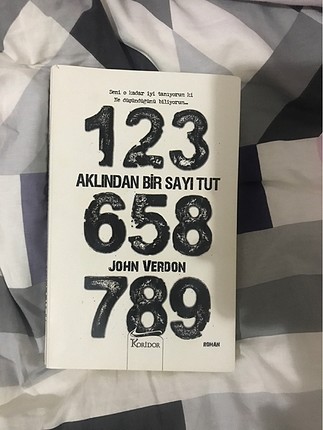 Seni o kadar iyi tanıyorum ki
Ne düşündüğünü biliyorum...
123
AKLINDAN BİR SAYI TUT
658
JOHN VERDON
789
KORİDOR
ROMAN